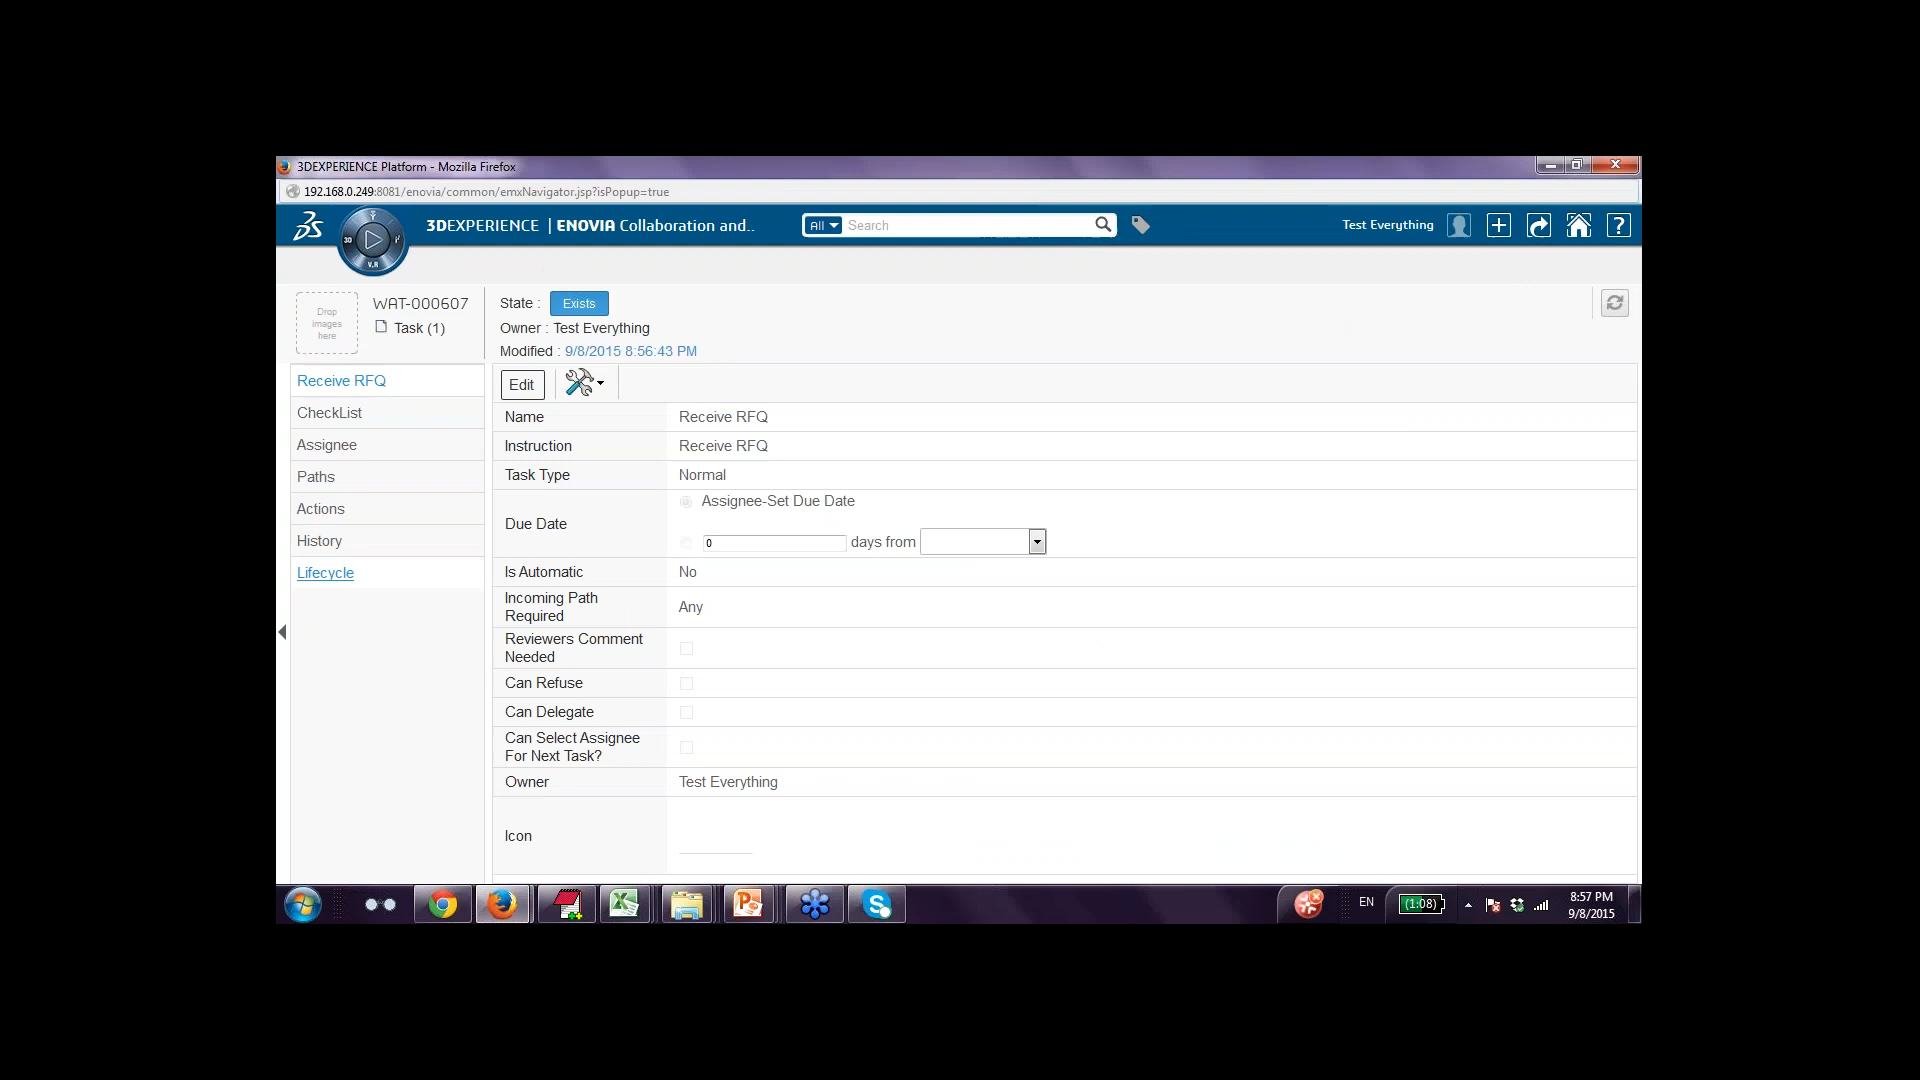 3DEXPERIENCE Platform - Mozilla Firefox
192.168.0.249:8081/enovia/common/emxNavigator.jsp?isPopup=true
3DEXPERIENCE | ENOVIA Collaboration and..
All
Search
Test Everything
?
3D
V.R
Drop
images
here
WAT-000607
Task (1)
State : Exists
Owner : Test Everything
Modified : 9/8/2015 8:56:43 PM
Receive RFQ
CheckList
Assignee
Paths
Actions
History
Lifecycle
Edit
Name Receive RFQ
Instruction Receive RFQ
Task Type Normal
Due Date
Assignee-Set Due Date
0 days from
Is Automatic No
Incoming Path
Required
Any
Reviewers Comment
Needed
Can Refuse
Can Delegate
Can Select Assignee
For Next Task?
Owner Test Everything
Icon
EN
(1:08)
8:57 PM
9/8/2015